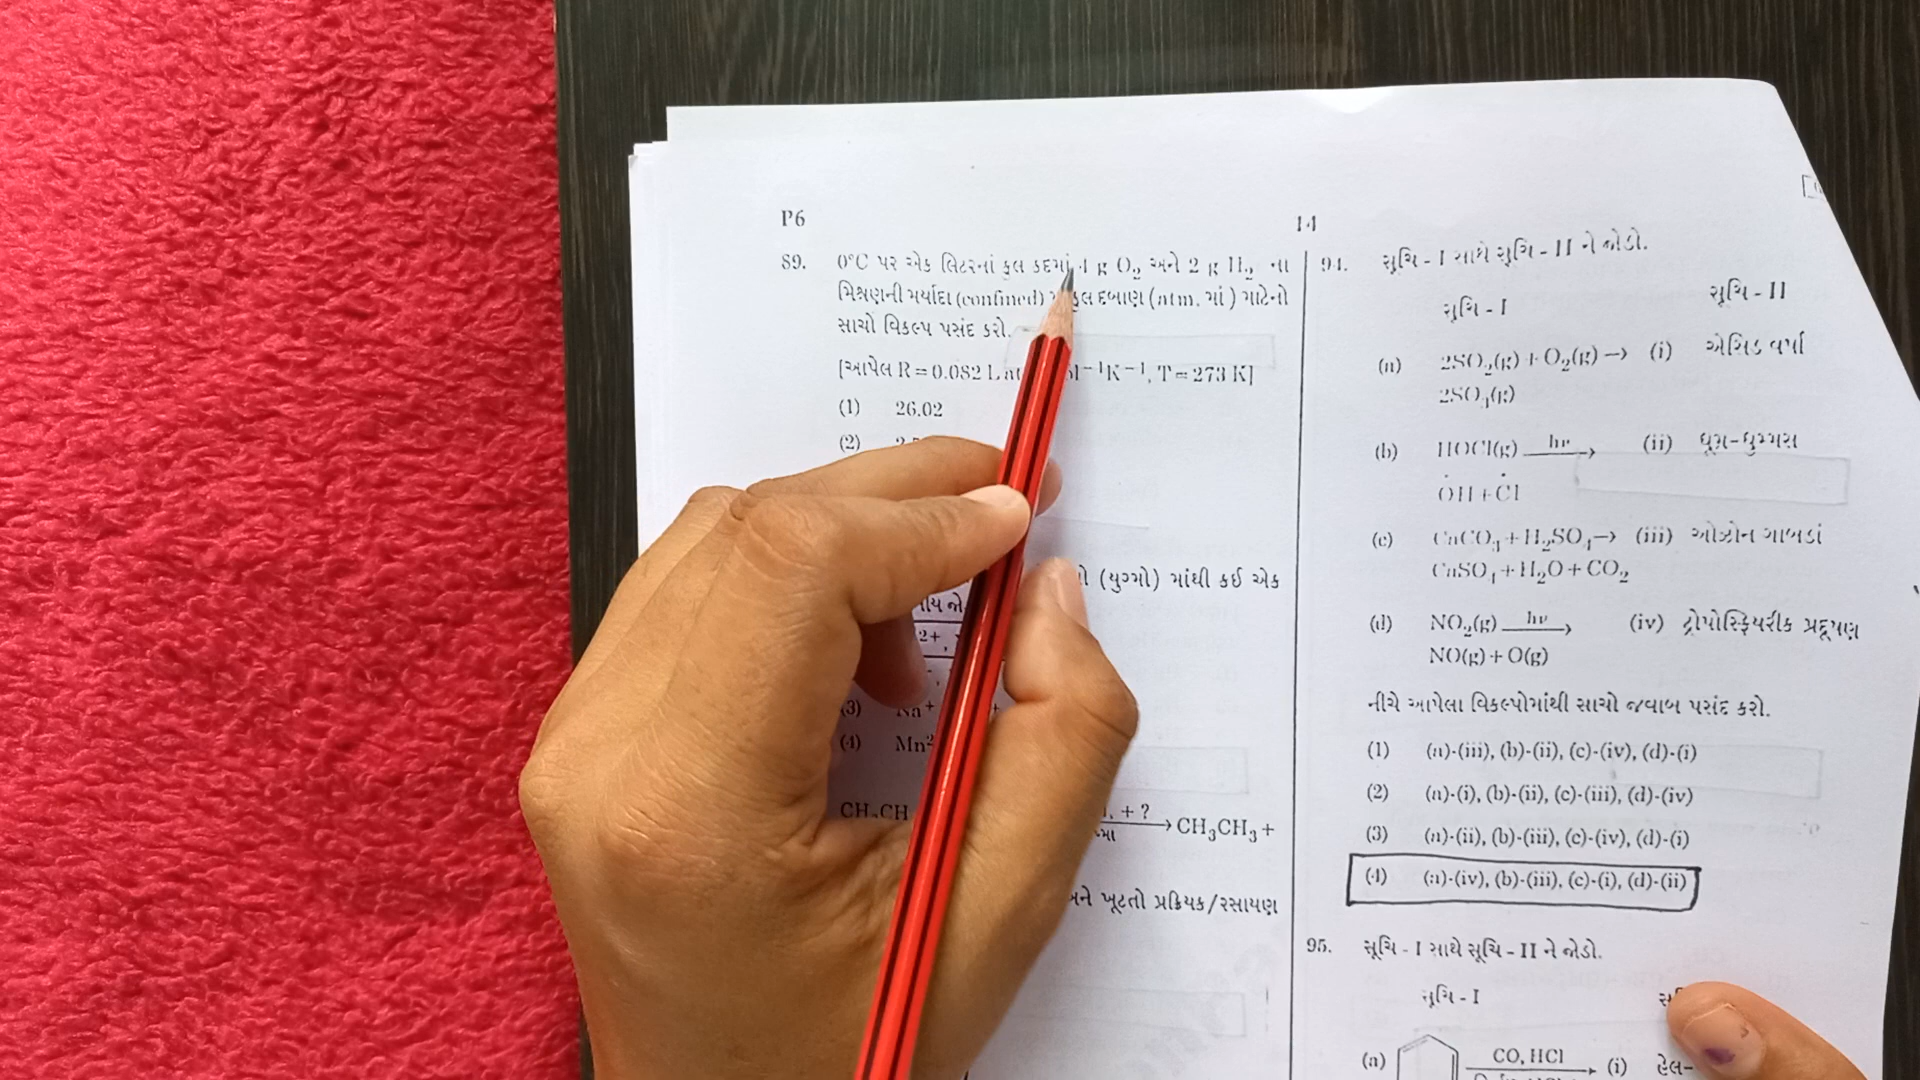 P6
14
89. 0°C પર એક લિટરનાં કુલ કદમાં 4 g O₂ અને 2 g H₂ ના
મિશ્રણની મર્યાદા (confined) કુલ દબાણ (atm. માં) માટેનો
સાચો વિકલ્પ પસંદ કરો.
[આપેલ R = 0.082 L K⁻¹, T = 273 K]
(1) 26.02
(2)
(યુગ્મો) માંથી કઈ એક
2+,
(3) Na⁺
(4) Mn²
CH₃CH + ? → CH₃CH₃ +
અને ખૂટતો પ્રક્રિયક/રસાયણ
94. સૂચિ - I સાથે સૂચિ - II ને જોડો.
સૂચિ - I સૂચિ - II
(a) 2SO₂(g) + O₂(g) → (i) એસિડ વર્ષા
2SO₃(g)
(b) HOCl(g) hν → (ii) ધૂમ્ર-ધુમ્મસ
ȮH + Ċl
(c) CaCO₃ + H₂SO₄ → (iii) ઓઝોન ગાબડાં
CaSO₄ + H₂O + CO₂
(d) NO₂(g) hν → (iv) ટ્રોપોસ્ફિયરીક પ્રદૂષણ
NO(g) + O(g)
નીચે આપેલા વિકલ્પોમાંથી સાચો જવાબ પસંદ કરો.
(1) (a)-(iii), (b)-(ii), (c)-(iv), (d)-(i)
(2) (a)-(i), (b)-(ii), (c)-(iii), (d)-(iv)
(3) (a)-(ii), (b)-(iii), (c)-(iv), (d)-(i)
(4) (a)-(iv), (b)-(iii), (c)-(i), (d)-(ii)
95. સૂચિ - I સાથે સૂચિ - II ને જોડો.
સૂચિ - I
(a) CO, HCl → (i)